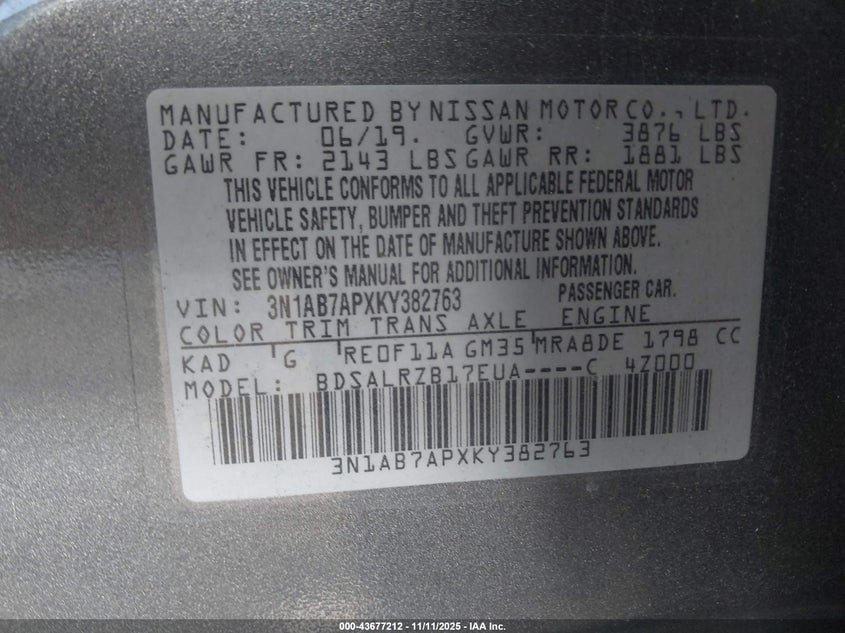 MANUFACTURED BY NISSAN MOTOR CO., LTD.
DATE: 06/19. GVWR: 3876 LBS
GAWR FR: 2143 LBS GAWR RR: 1881 LBS
THIS VEHICLE CONFORMS TO ALL APPLICABLE FEDERAL MOTOR
VEHICLE SAFETY, BUMPER AND THEFT PREVENTION STANDARDS
IN EFFECT ON THE DATE OF MANUFACTURE SHOWN ABOVE.
SEE OWNER'S MANUAL FOR ADDITIONAL INFORMATION.
VIN: 3N1AB7APXKY382763 PASSENGER CAR.
COLOR TRIM TRANS AXLE ENGINE
KAD G RE0F11A GM35 MRA8DE 1798 CC
MODEL: BDSALRZB17EUA----C 4Z000
3N1AB7APXKY382763
000-43677212 - 11/11/2025 - IAA Inc.